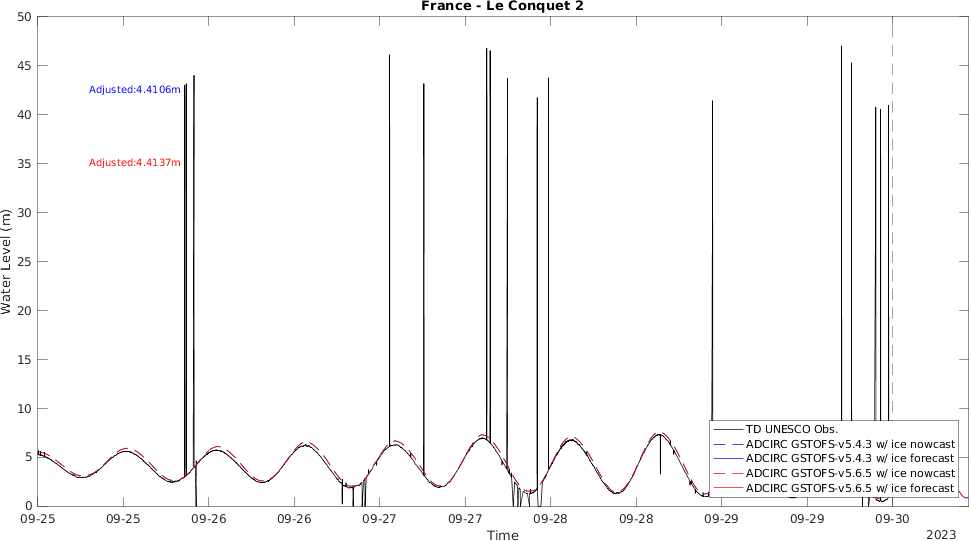 France - Le Conquet 2
50
45
40
35
30
25
20
15
10
5
0
Water Level (m)
Adjusted:4.4106m
Adjusted:4.4137m
TD UNESCO Obs.
ADCIRC GSTOFS-v5.4.3 w/ ice nowcast
ADCIRC GSTOFS-v5.4.3 w/ ice forecast
ADCIRC GSTOFS-v5.6.5 w/ ice nowcast
ADCIRC GSTOFS-v5.6.5 w/ ice forecast
09-25 09-25 09-26 09-26 09-27 09-27 09-28 09-28 09-29 09-29 09-30
Time
2023